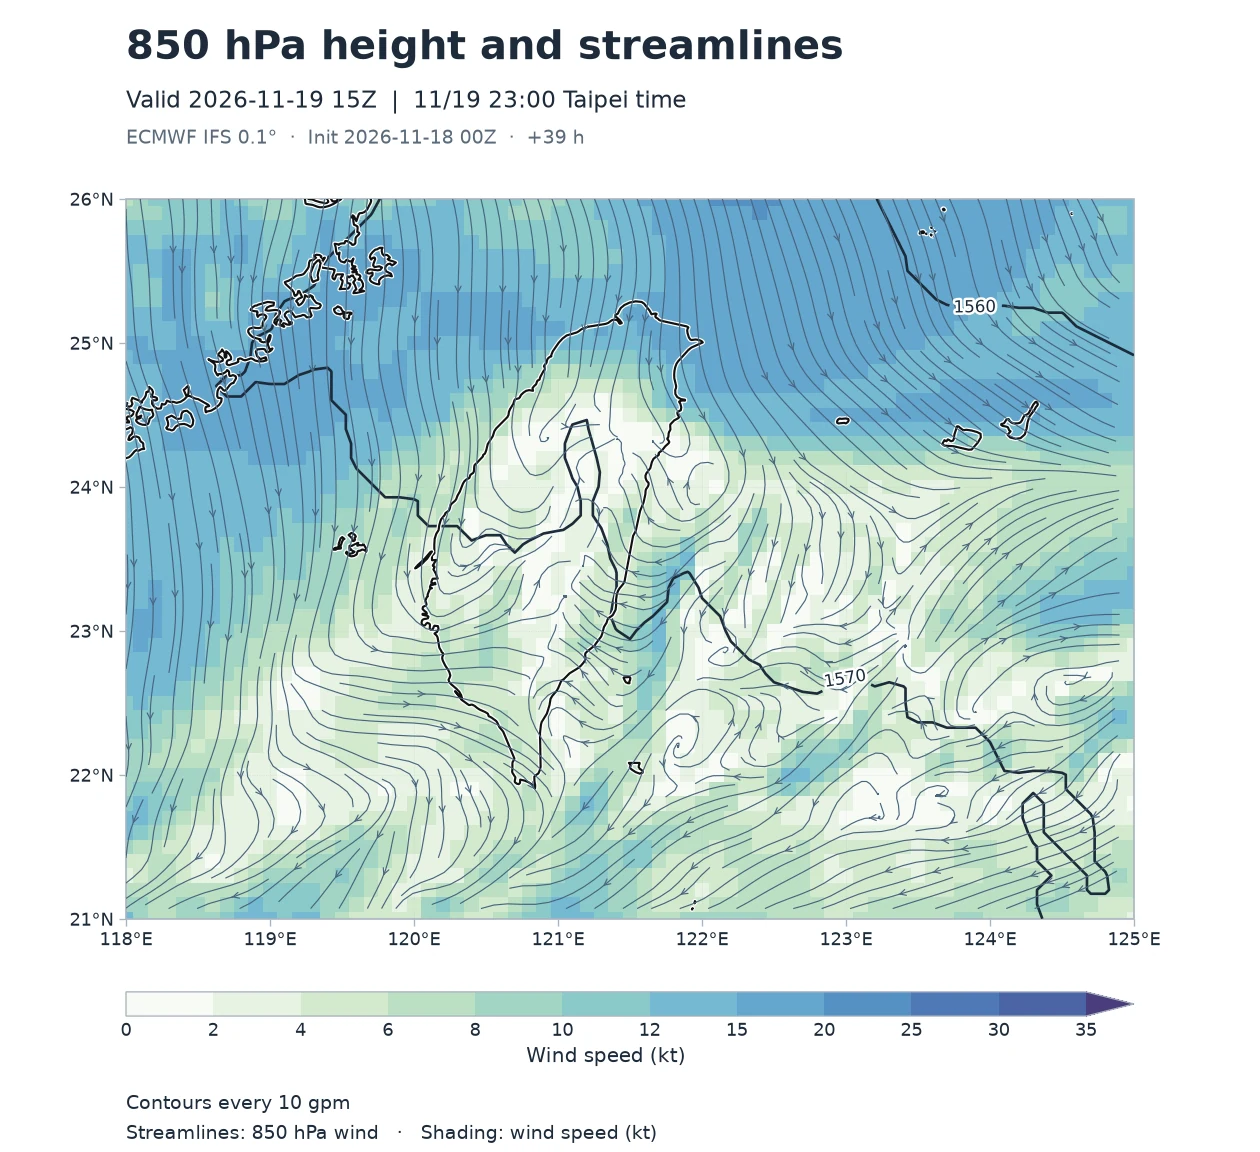 850 hPa height and streamlines
Valid 2026-11-19 15Z | 11/19 23:00 Taipei time
ECMWF IFS 0.1° · Init 2026-11-18 00Z · +39 h
26°N
25°N
24°N
23°N
22°N
21°N
1560
1570
118°E 119°E 120°E 121°E 122°E 123°E 124°E 125°E
0 2 4 6 8 10 12 15 20 25 30 35
Wind speed (kt)
Contours every 10 gpm
Streamlines: 850 hPa wind · Shading: wind speed (kt)